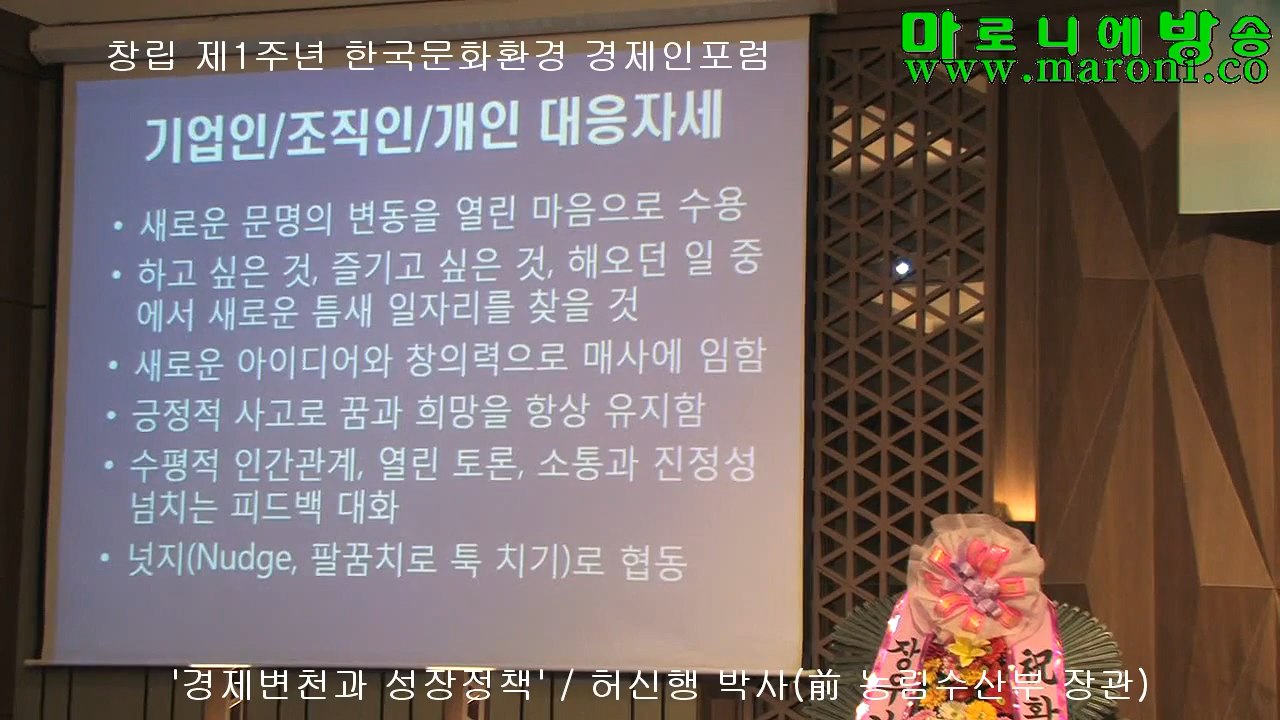 창립 제1주년 한국문화환경 경제인포럼
마로니에방송
www.maroni.co
기업인/조직인/개인 대응자세
• 새로운 문명의 변동을 열린 마음으로 수용
• 하고 싶은 것, 즐기고 싶은 것, 해오던 일 중
에서 새로운 틈새 일자리를 찾을 것
• 새로운 아이디어와 창의력으로 매사에 임함
• 긍정적 사고로 꿈과 희망을 항상 유지함
• 수평적 인간관계, 열린 토론, 소통과 진정성
넘치는 피드백 대화
• 넛지(Nudge, 팔꿈치로 툭 치기)로 협동
祝 화
'경제변천과 성장정책' / 허신행 박사(前 농림수산부 장관)